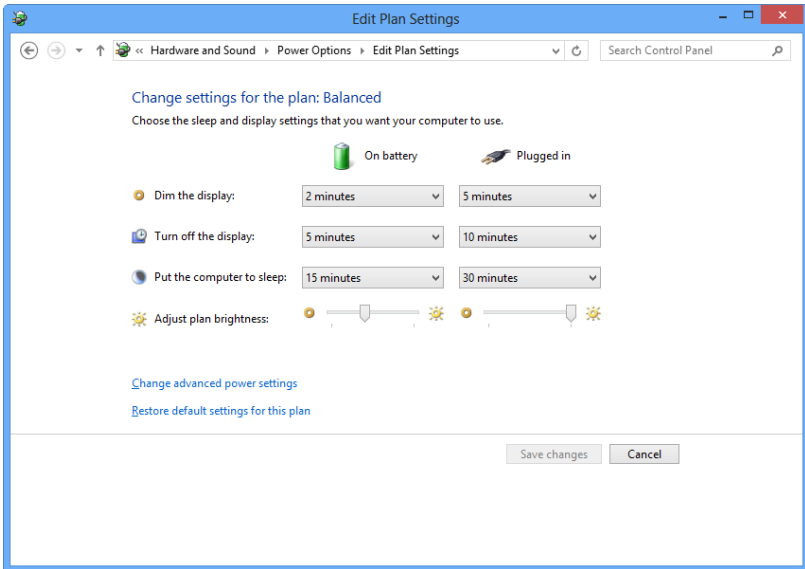 Edit Plan Settings
« Hardware and Sound Power Options Edit Plan Settings Search Control Panel
Change settings for the plan: Balanced
Choose the sleep and display settings that you want your computer to use.
On battery Plugged in
Dim the display: 2 minutes 5 minutes
Turn off the display: 5 minutes 10 minutes
Put the computer to sleep: 15 minutes 30 minutes
Adjust plan brightness:
Change advanced power settings
Restore default settings for this plan
Save changes Cancel